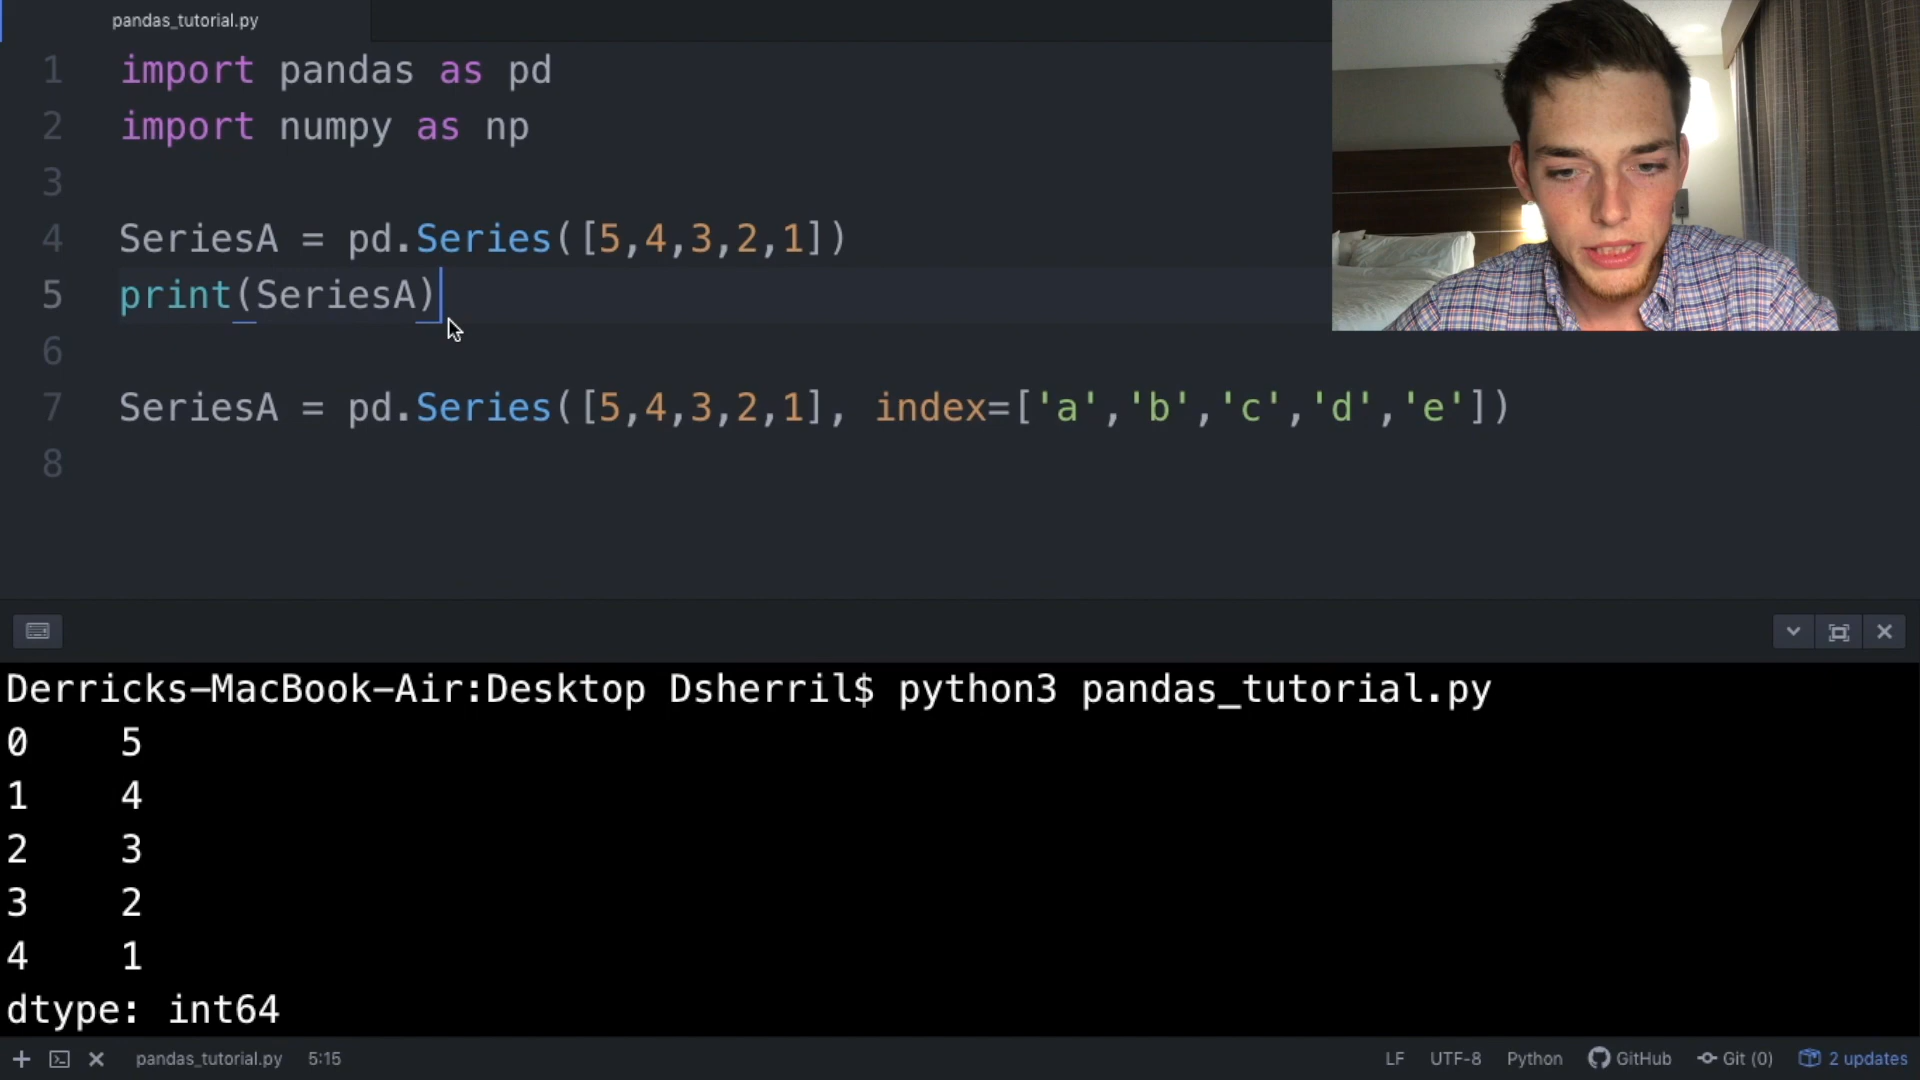 pandas_tutorial.py
1 import pandas as pd
2 import numpy as np
3
4 SeriesA = pd.Series([5,4,3,2,1])
5 print(SeriesA)
6
7 SeriesA = pd.Series([5,4,3,2,1], index=['a','b','c','d','e'])
8
Derricks-MacBook-Air:Desktop Dsherril$ python3 pandas_tutorial.py
0 5
1 4
2 3
3 2
4 1
dtype: int64
pandas_tutorial.py 5:15 LF UTF-8 Python GitHub Git (0) 2 updates